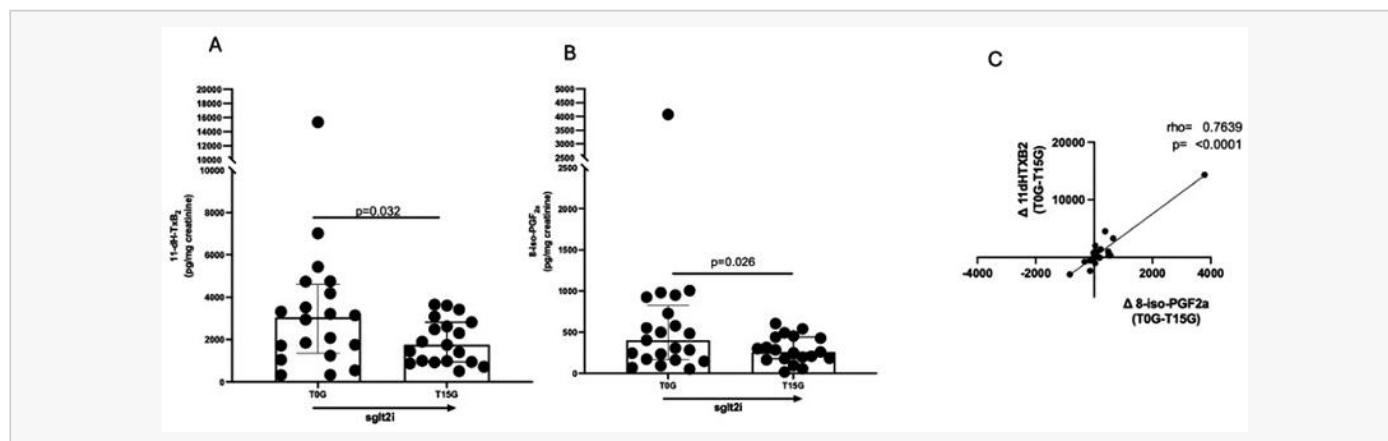 A
20000
18000
16000
14000
12000
10000
10000
8000
6000
4000
2000
0
11-dH-TxB2
(pg/mg creatinine)
p=0.032
T0G
T15G
sglt2i
B
5000
4500
4000
3500
3000
2500
2500
2000
1500
1000
500
0
8-iso-PGF2a
(pg/mg creatinine)
p=0.026
T0G
T15G
sglt2i
C
rho= 0.7639
p= <0.0001
20000
10000
Δ 11dHTXB2
(T0G-T15G)
-4000
-2000
2000
4000
Δ 8-iso-PGF2a
(T0G-T15G)